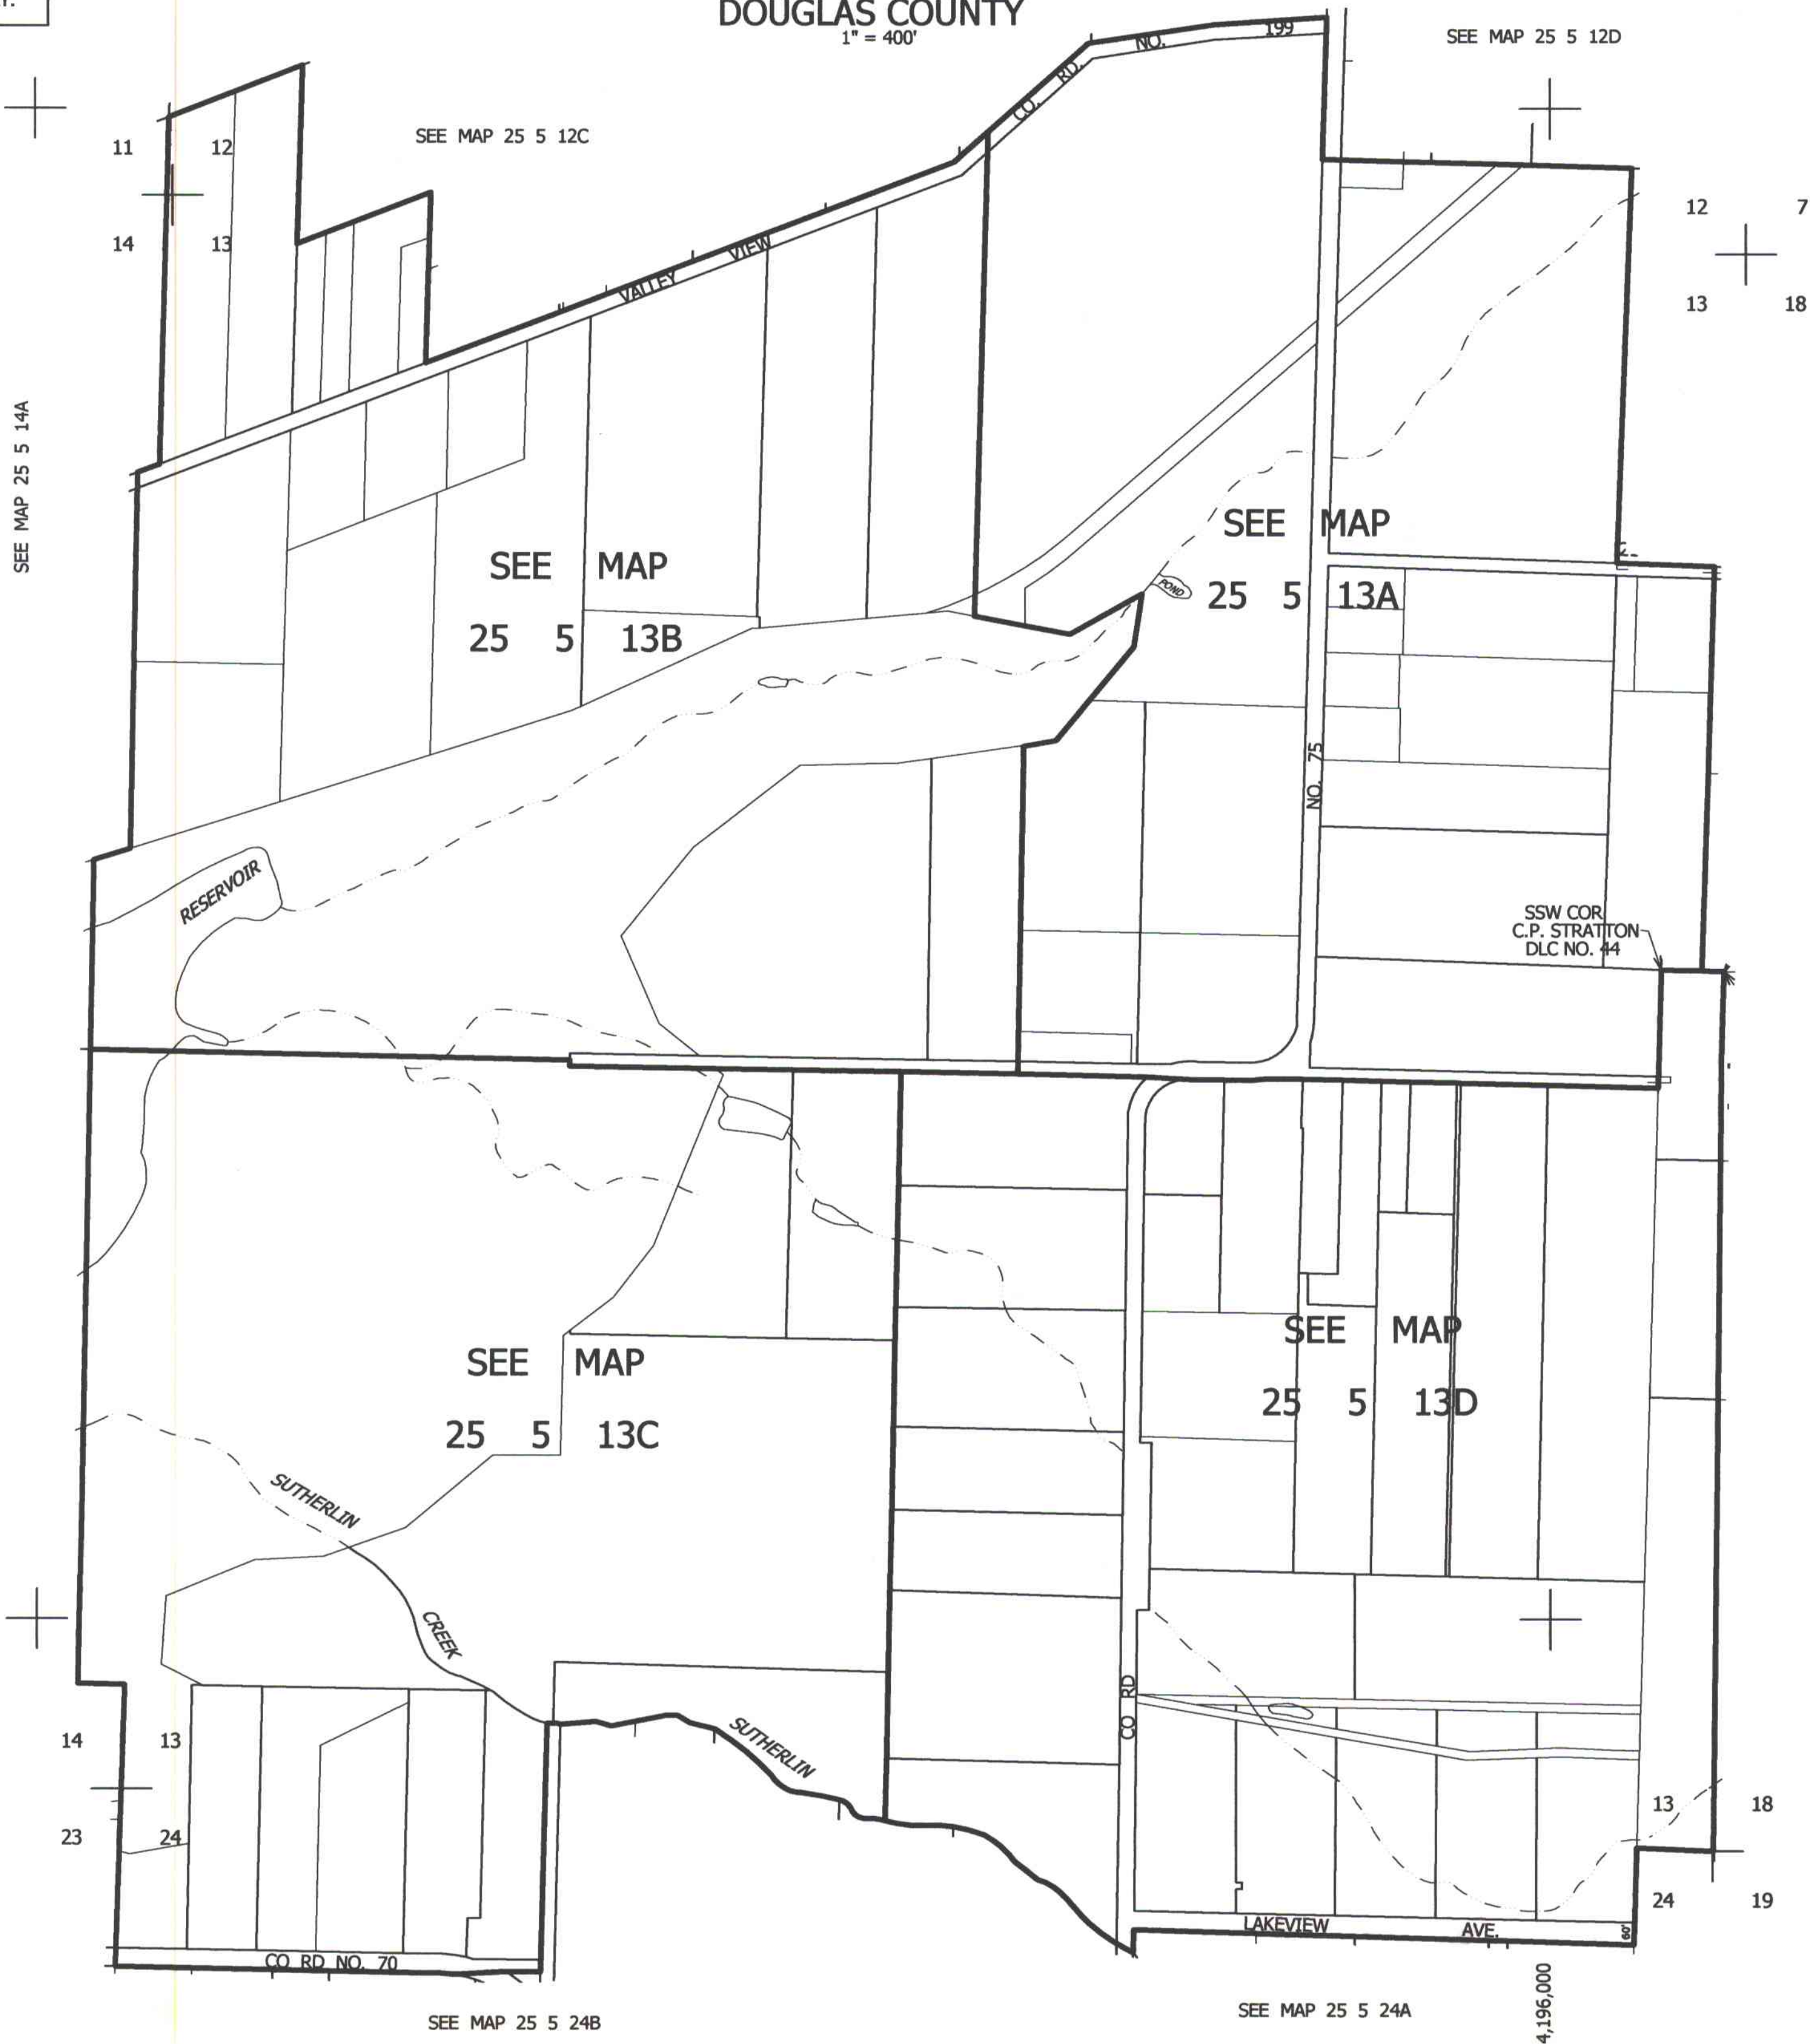 DOUGLAS COUNTY
1" = 400'
SEE MAP 25 5 12D
SEE MAP 25 5 12C
CO. RD. NO. 199
11 12
14 13
12 7
13 18
VALLEY VIEW
SEE MAP 25 5 14A
SEE MAP
25 5 13B
SEE MAP
25 5 13A
POND
NO. 75
RESERVOIR
SSW COR
C.P. STRATTON
DLC NO. 44
SEE MAP
25 5 13C
SEE MAP
25 5 13D
SUTHERLIN
CREEK
SUTHERLIN
CO RD
14 13
23 24
13 18
24 19
LAKEVIEW AVE.
60'
CO RD NO. 70
SEE MAP 25 5 24B
SEE MAP 25 5 24A
4,196,000